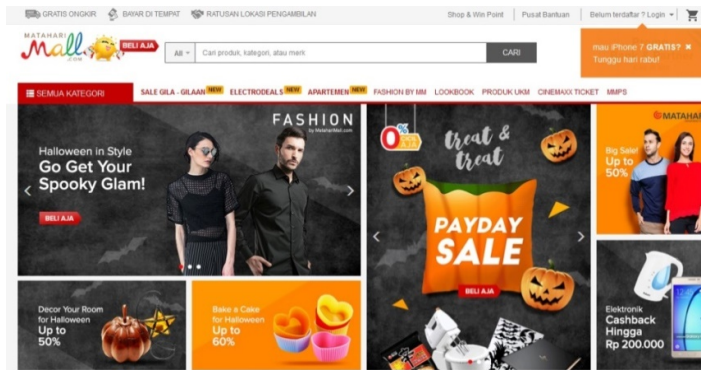 GRATIS ONGKIR
BAYAR DI TEMPAT
RATUSAN LOKASI PENGAMBILAN
Shop & Win Point
Pusat Bantuan
Belum terdaftar ? Login
MATAHARI
Mall
.com
BELI AJA
All
Cari produk, kategori, atau merk
CARI
mau iPhone 7 GRATIS? ×
Tunggu hari rabu!
SEMUA KATEGORI
SALE GILA - GILAAN NEW
ELECTRODEALS NEW
APARTEMEN NEW
FASHION BY MM
LOOKBOOK
PRODUK UKM
CINEMAXX TICKET
MMPS
FASHION
by MatahariMall.com
Halloween in Style
Go Get Your
Spooky Glam!
BELI AJA
0%
treat &
treat
PAYDAY
SALE
BELI AJA
MATAHAR
Big Sale!
Up to
50%
Decor Your Room
for Halloween
Up to
50%
Bake a Cake
for Halloween
Up to
60%
Elektronik
Cashback
Hingga
Rp 200.000